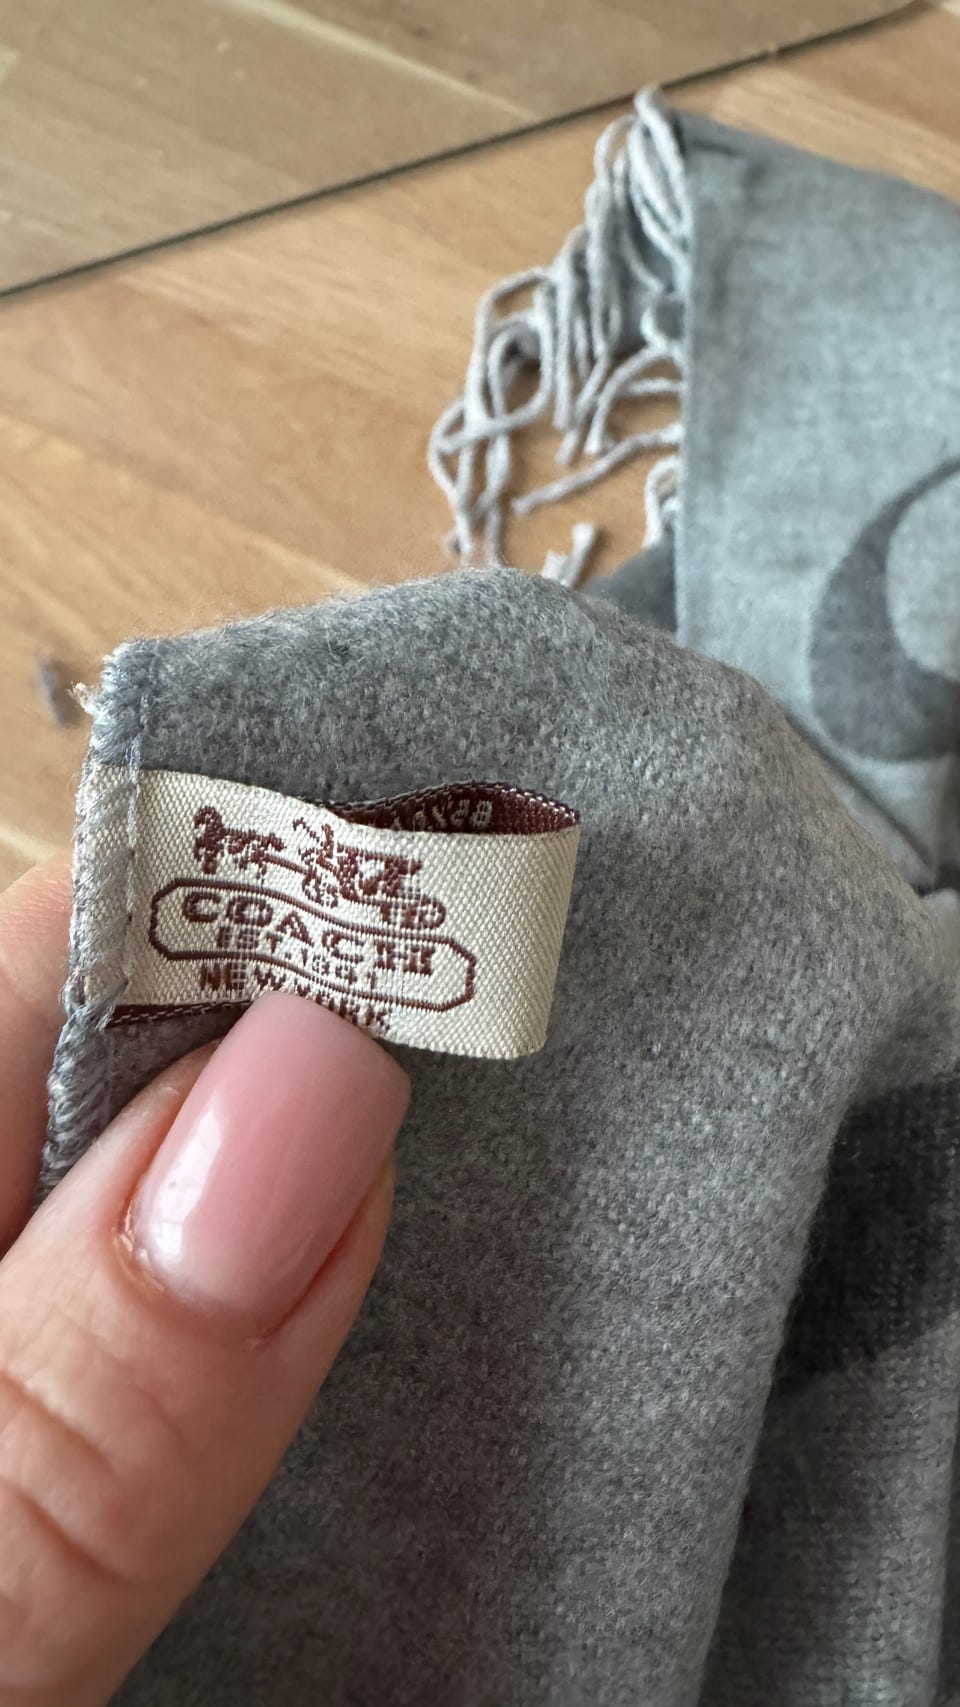 COACH
EST. 1941
NEW YORK